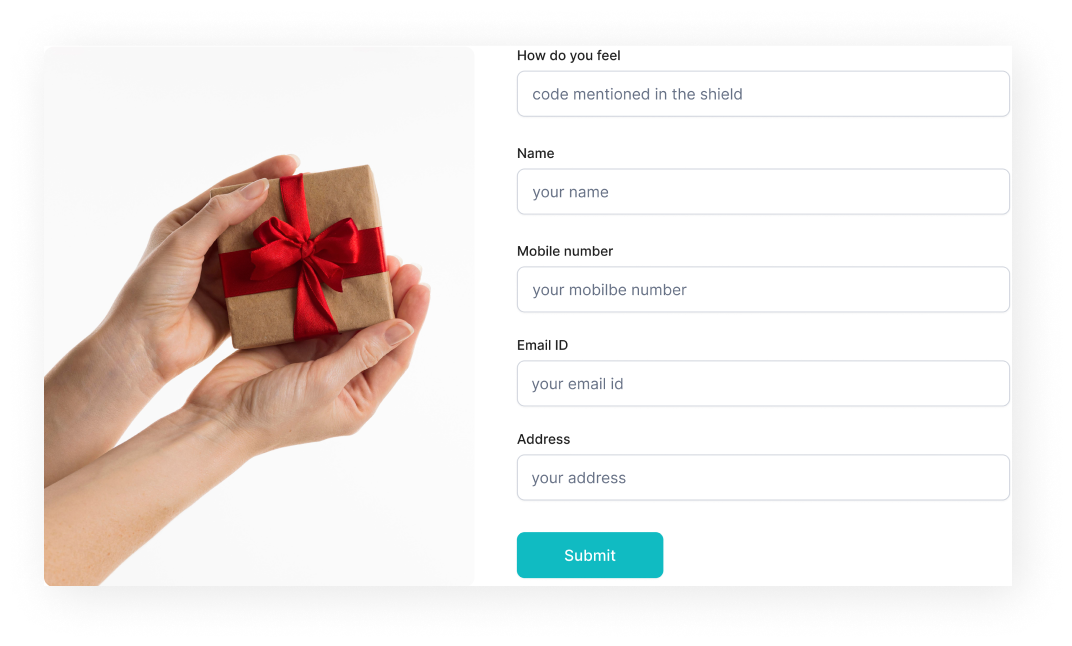 How do you feel
code mentioned in the shield
Name
your name
Mobile number
your mobilbe number
Email ID
your email id
Address
your address
Submit